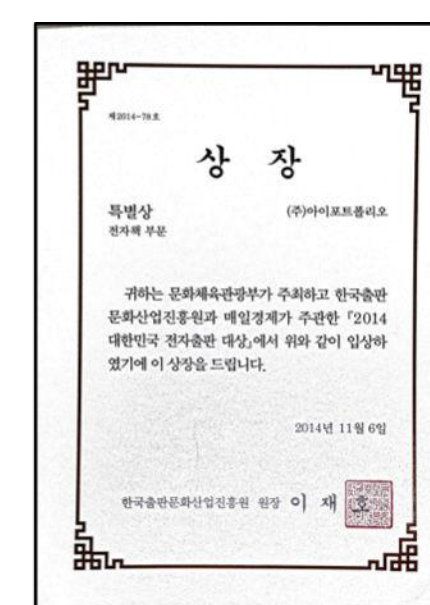 제2014-78호
상 장
특별상
(주)아이포트폴리오
전자책 부문
귀하는 문화체육관광부가 주최하고 한국출판
문화산업진흥원과 매일경제가 주관한 「2014
대한민국 전자출판 대상」에서 위와 같이 입상하
였기에 이 상장을 드립니다.
2014년 11월 6일
한국출판문화산업진흥원 원장 이 재 호